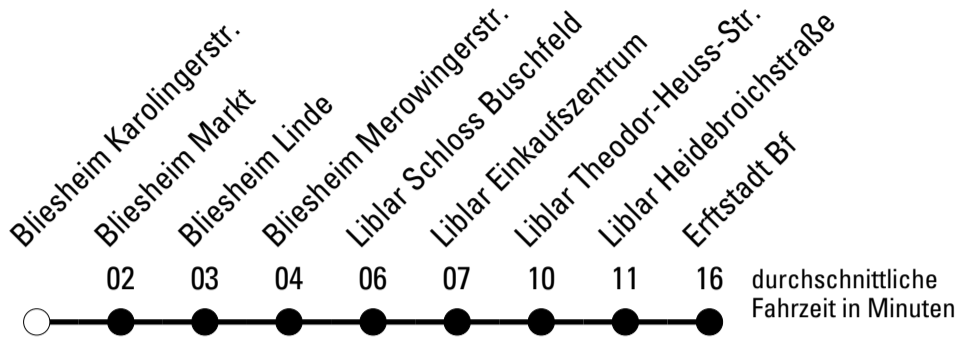 Bliesheim Karolingerstr.
Bliesheim Markt
Bliesheim Linde
Bliesheim Merowingerstr.
Liblar Schloss Buschfeld
Liblar Einkaufszentrum
Liblar Theodor-Heuss-Str.
Liblar Heidebroichstraße
Erftstadt Bf
02 03 04 06 07 10 11 16
durchschnittliche
Fahrzeit in Minuten